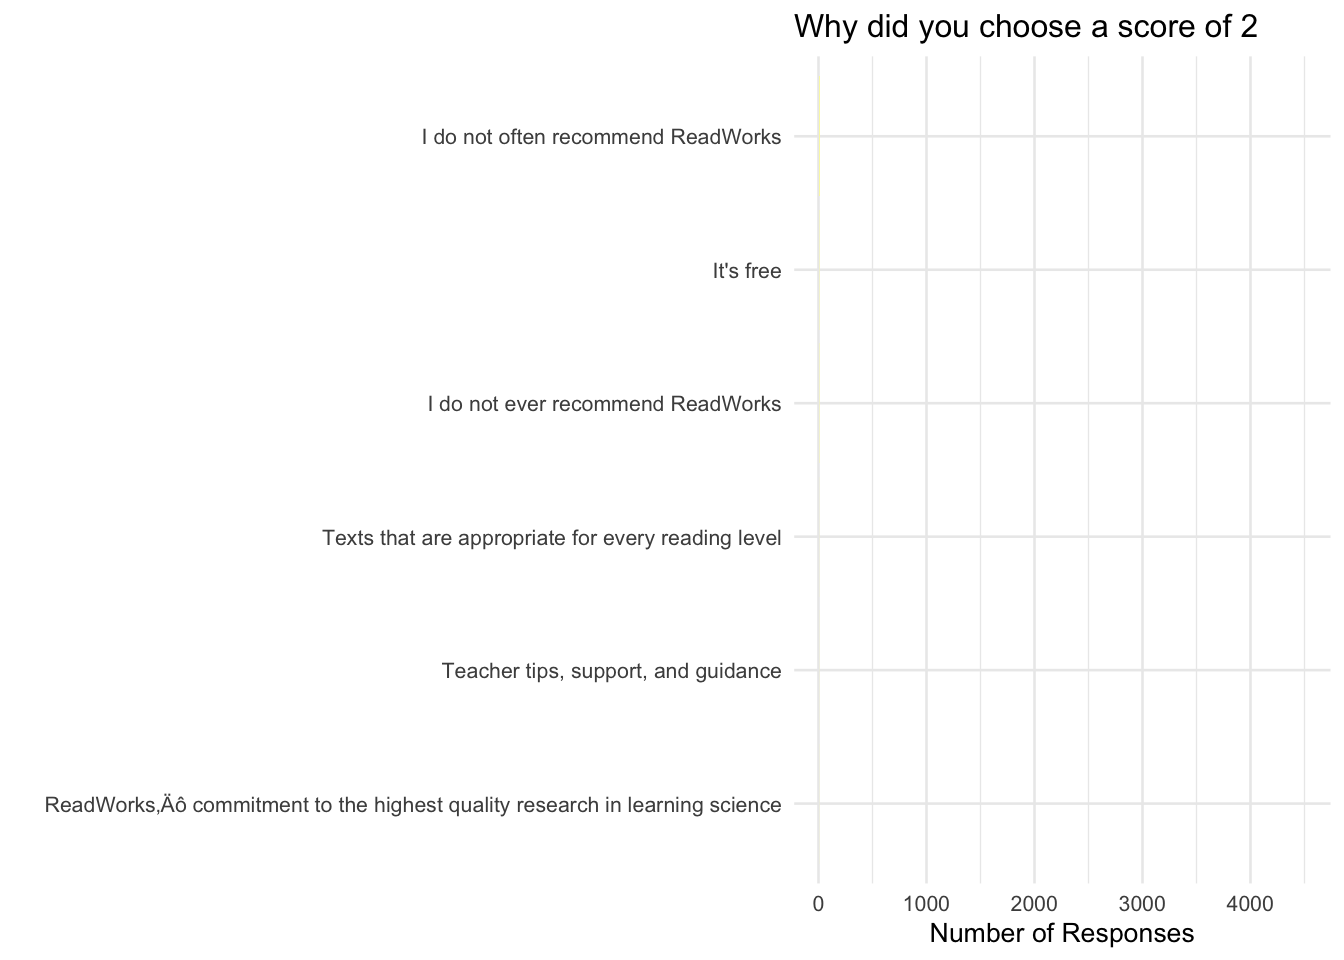 Why did you choose a score of 2
I do not often recommend ReadWorks
It's free
I do not ever recommend ReadWorks
Texts that are appropriate for every reading level
Teacher tips, support, and guidance
ReadWorks‚Äô commitment to the highest quality research in learning science
0 1000 2000 3000 4000
Number of Responses